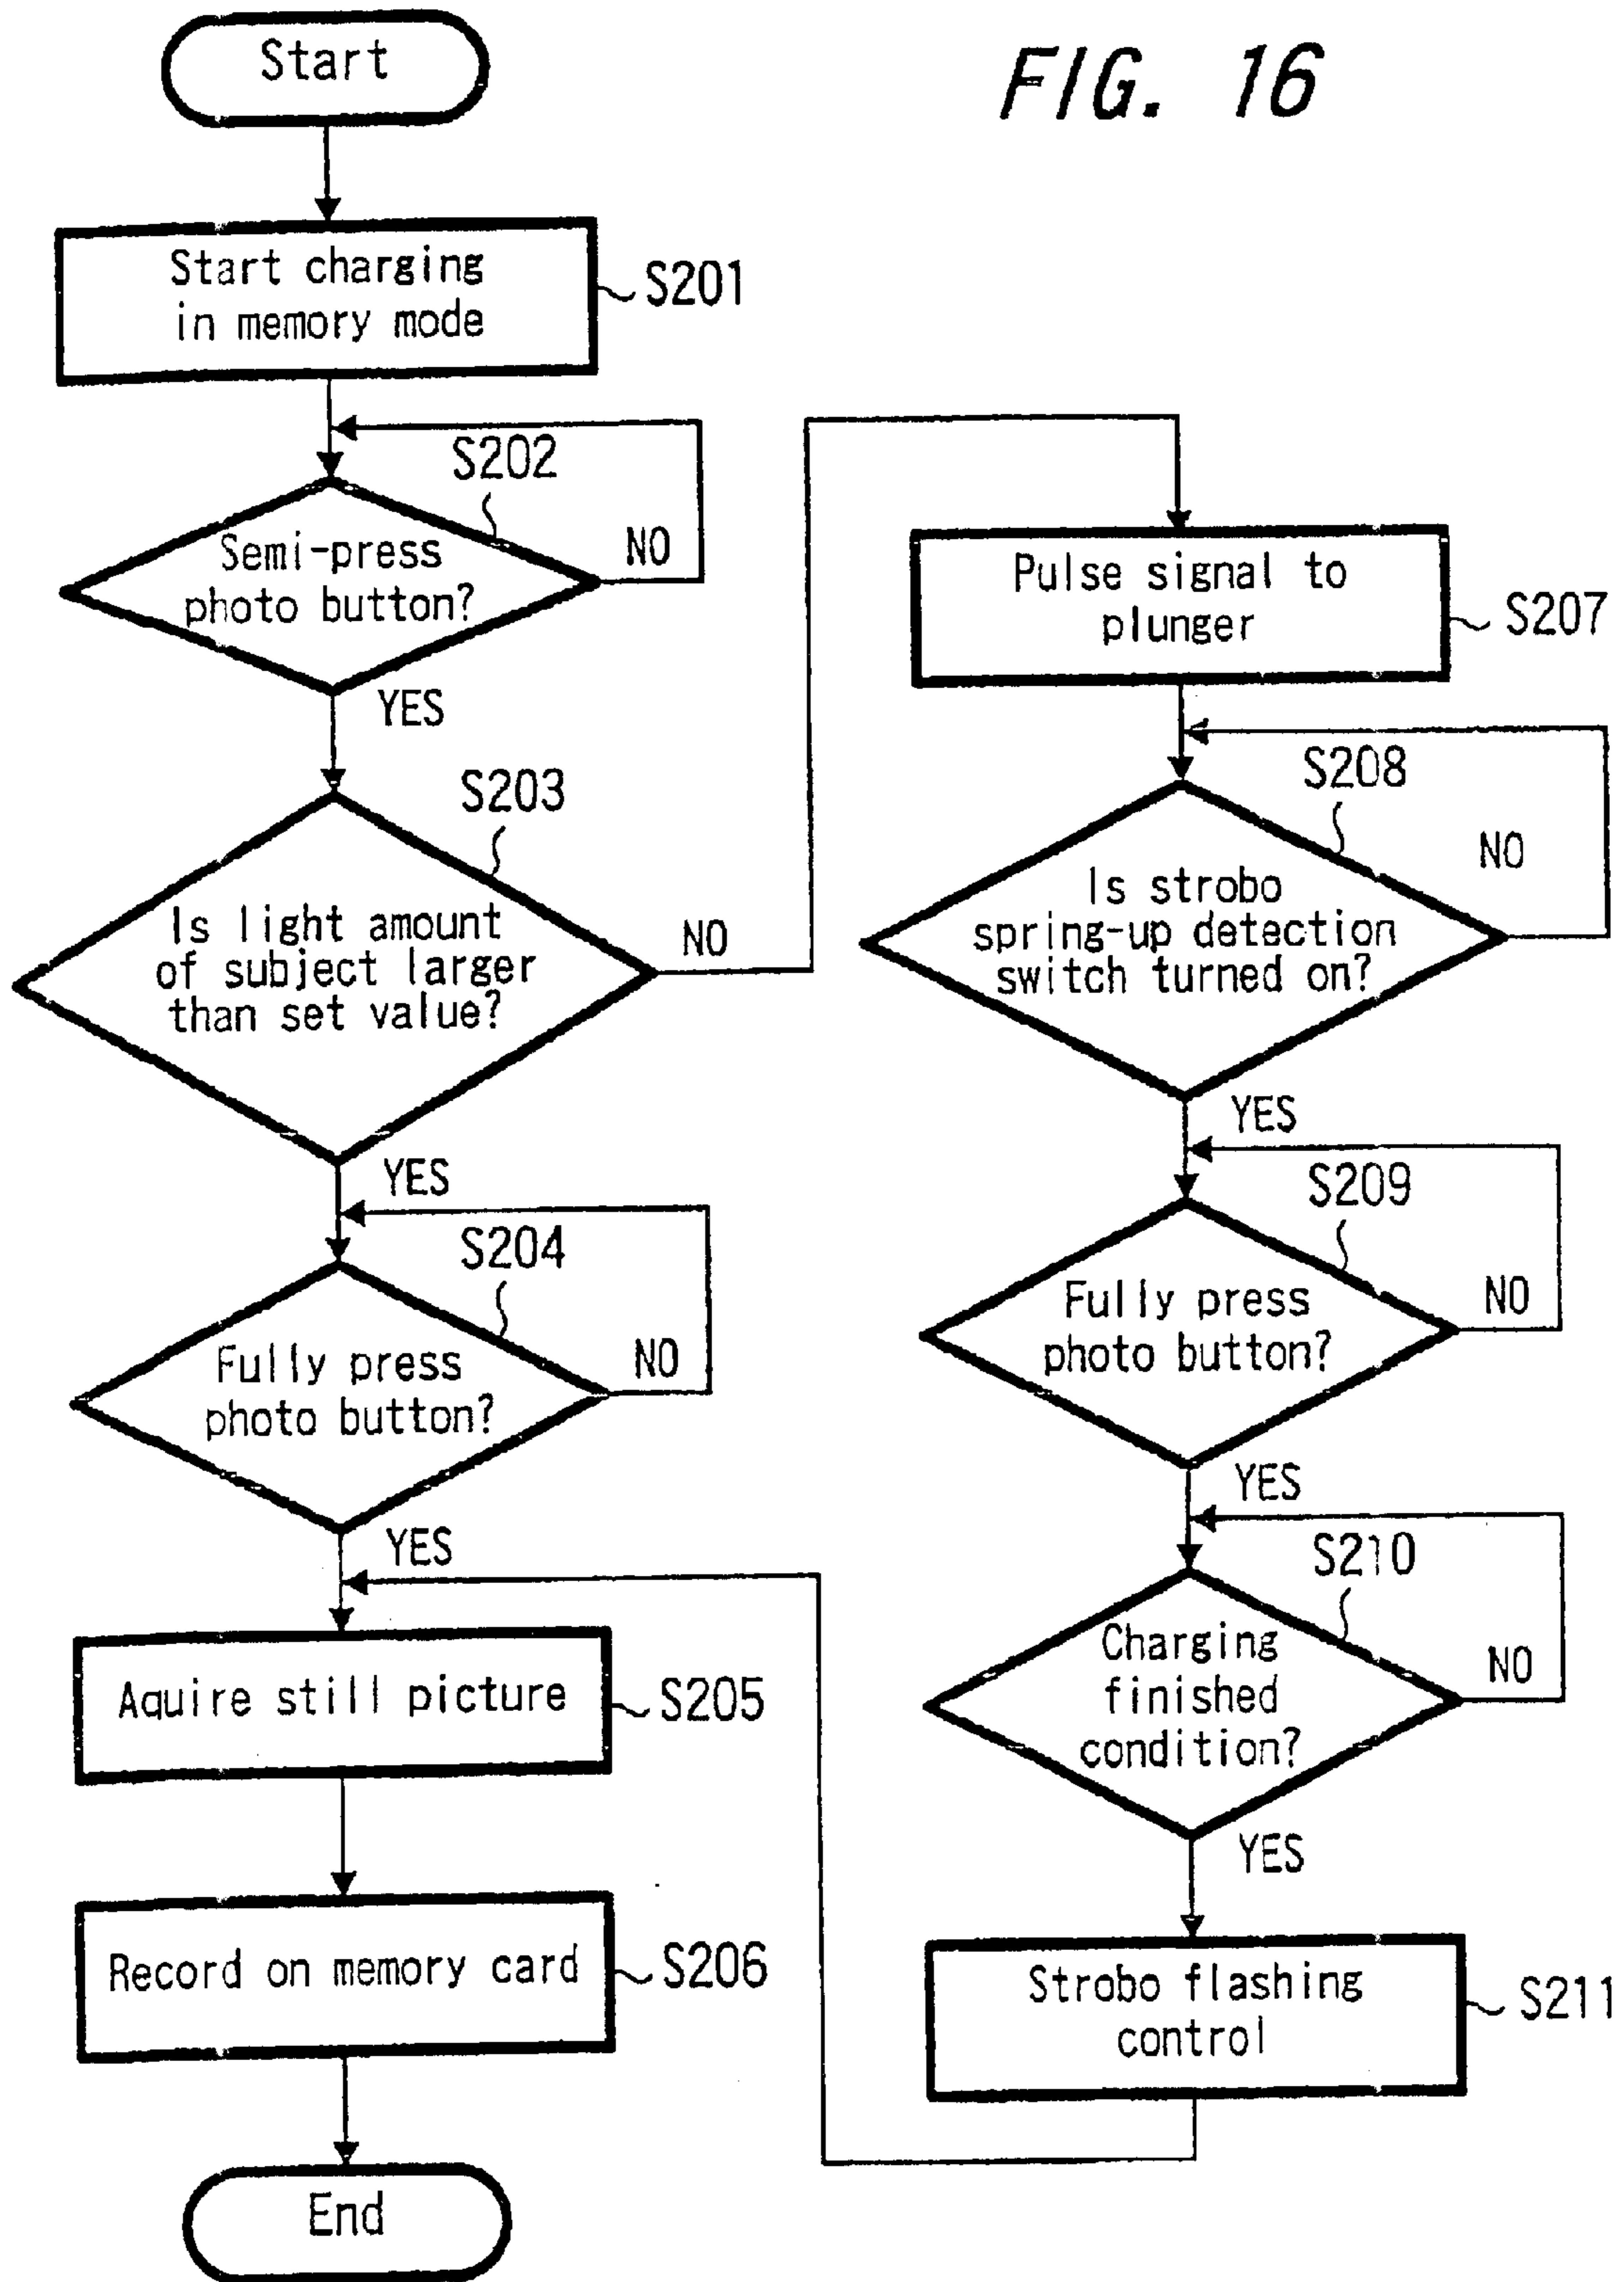 FIG. 16
Start
Start charging
in memory mode
S201
S202
Semi-press
photo button?
NO
YES
S203
Is light amount
of subject larger
than set value?
NO
YES
S204
Fully press
photo button?
NO
YES
Aquire still picture
S205
Record on memory card
S206
End
Pulse signal to
plunger
S207
S208
Is strobo
spring-up detection
switch turned on?
NO
YES
S209
Fully press
photo button?
NO
YES
S210
Charging
finished
condition?
NO
YES
Strobo flashing
control
S211